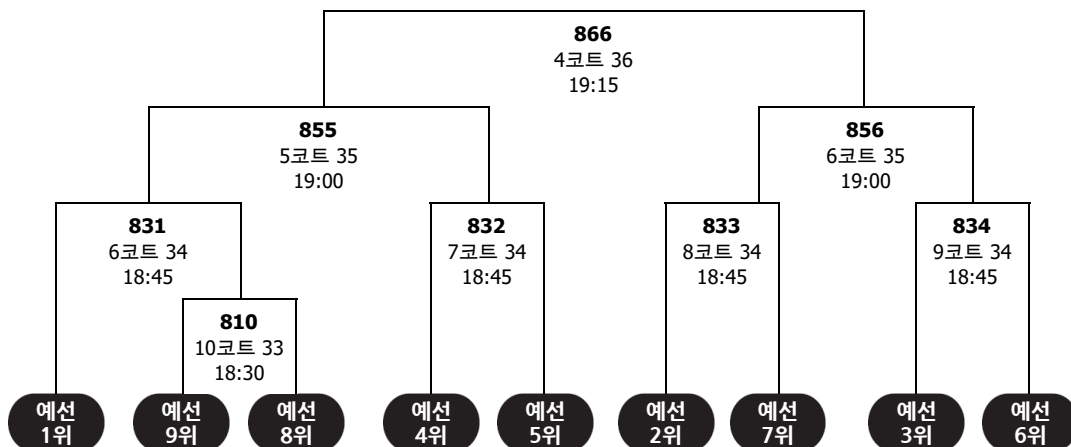 866
4코트 36
19:15
855
5코트 35
19:00
856
6코트 35
19:00
831
6코트 34
18:45
832
7코트 34
18:45
833
8코트 34
18:45
834
9코트 34
18:45
810
10코트 33
18:30
예선
1위
예선
9위
예선
8위
예선
4위
예선
5위
예선
2위
예선
7위
예선
3위
예선
6위